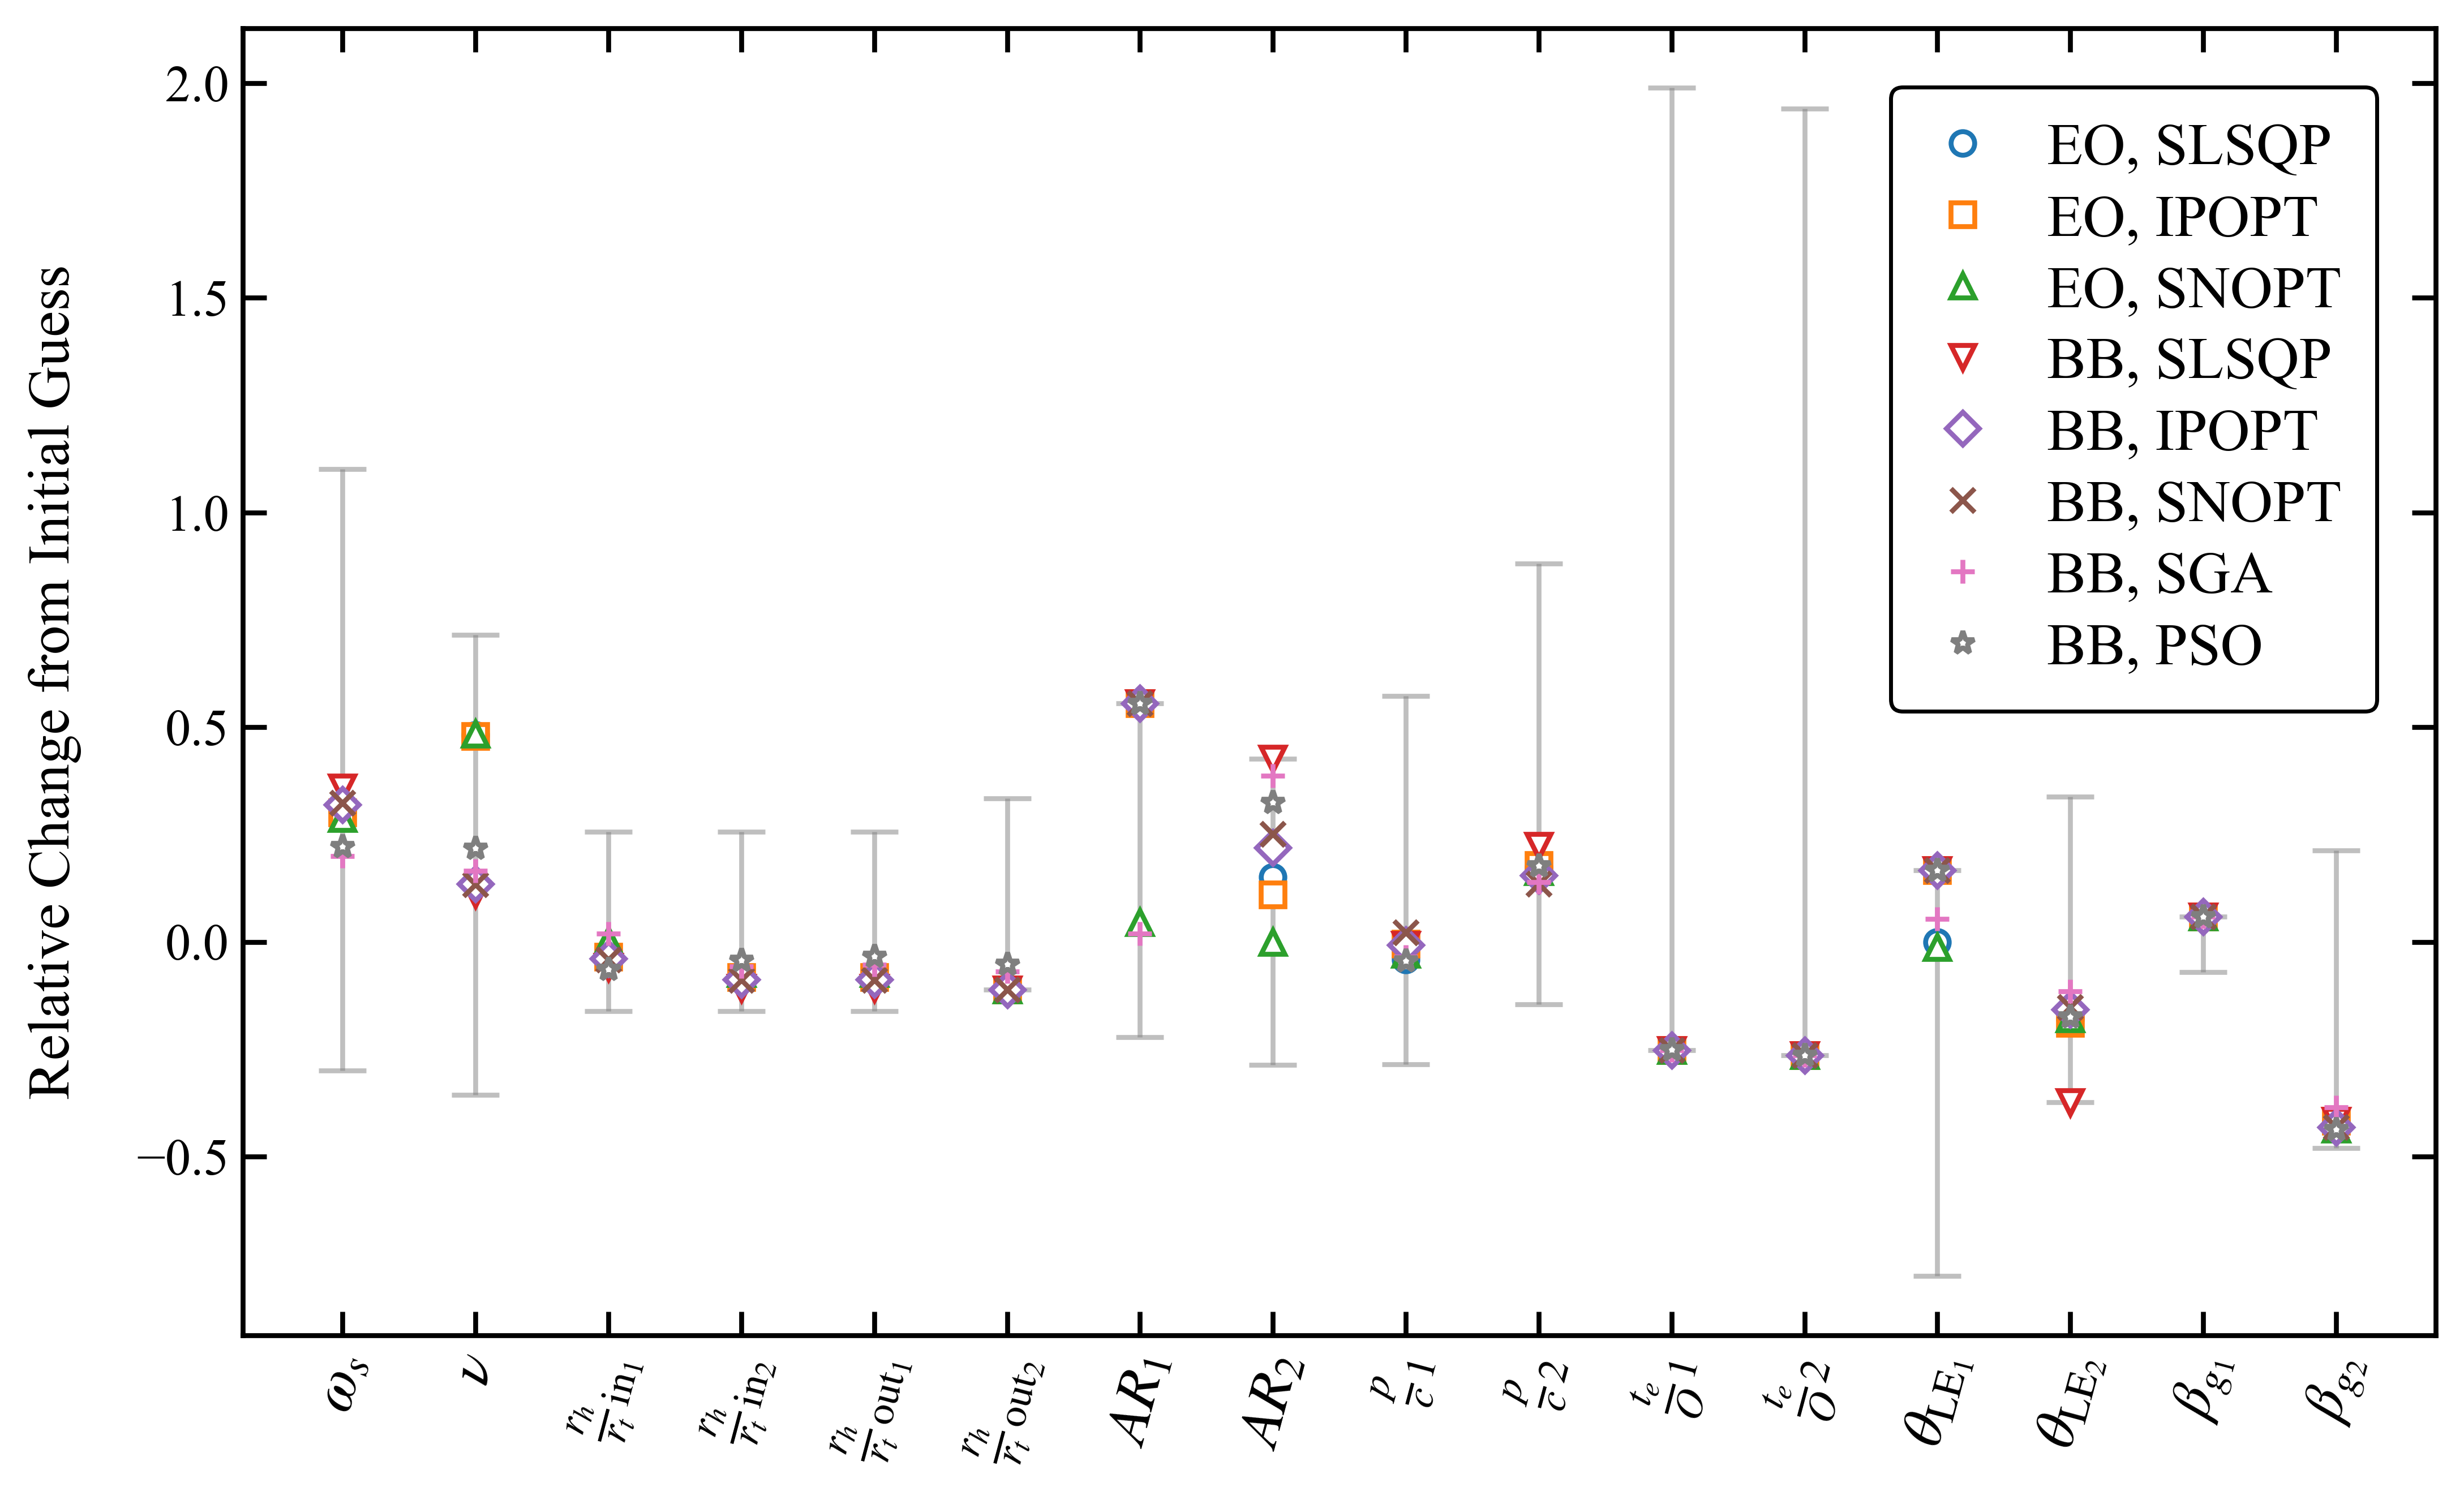 Relative Change from Initial Guess
2.0
1.5
1.0
0.5
0.0
−0.5
EO, SLSQP
EO, IPOPT
EO, SNOPT
BB, SLSQP
BB, IPOPT
BB, SNOPT
BB, SGA
BB, PSO
ω_s
ν
r_h/r_t in_1
r_h/r_t in_2
r_h/r_t out_1
r_h/r_t out_2
AR_1
AR_2
p/c 1
p/c 2
t_e/O 1
t_e/O 2
θ_LE_1
θ_LE_2
β_g_1
β_g_2